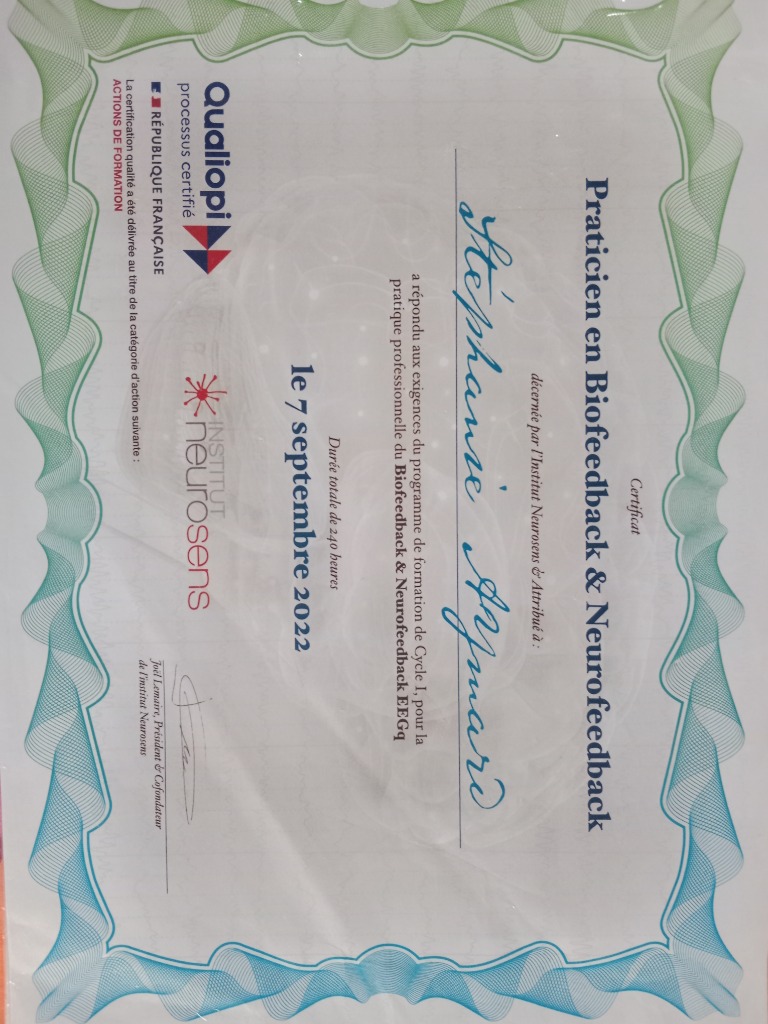 Certificat
Praticien en Biofeedback & Neurofeedback
décernée par l'Institut Neurosens & Attribué à :
Stéphanie Aymard
a répondu aux exigences du programme de formation de Cycle I, pour la
pratique professionnelle du Biofeedback & Neurofeedback EEGq
Durée totale de 240 heures
le 7 septembre 2022
Qualiopi
processus certifié
RÉPUBLIQUE FRANÇAISE
La certification qualité a été délivrée au titre de la catégorie d'action suivante :
ACTIONS DE FORMATION
INSTITUT
neurosens
Joël Lemaire, Président & Cofondateur
de l'institut Neurosens